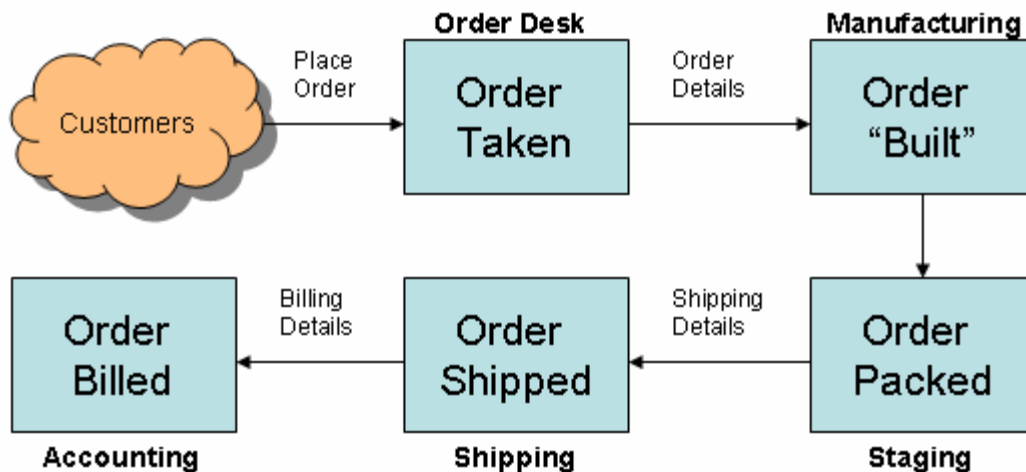 Order Desk
Manufacturing
Customers
Place
Order
Order
Taken
Order
Details
Order
“Built”
Order
Billed
Billing
Details
Order
Shipped
Shipping
Details
Order
Packed
Accounting
Shipping
Staging